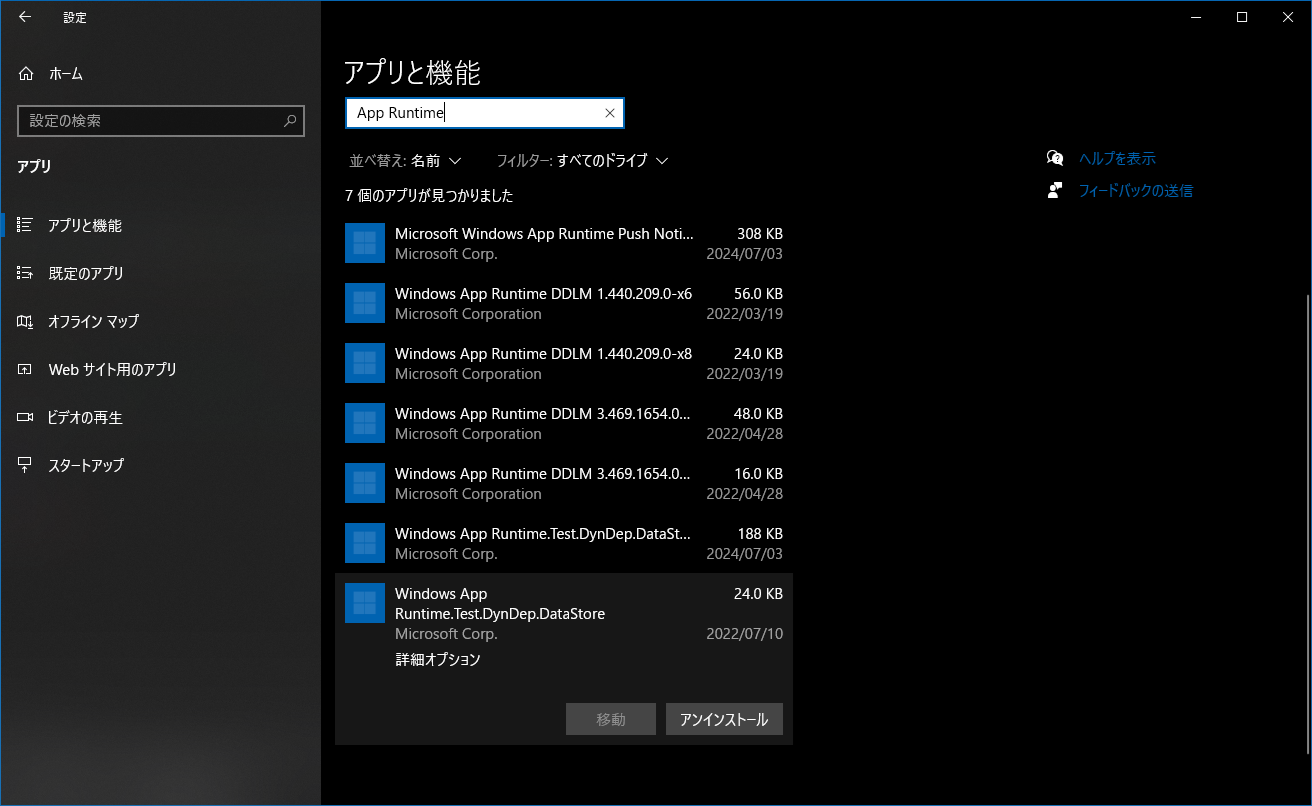 設定
ホーム
設定の検索
アプリ
アプリと機能
既定のアプリ
オフライン マップ
Web サイト用のアプリ
ビデオの再生
スタートアップ
アプリと機能
App Runtime
並べ替え: 名前
フィルター: すべてのドライブ
7 個のアプリが見つかりました
Microsoft Windows App Runtime Push Noti... 308 KB
Microsoft Corp. 2024/07/03
Windows App Runtime DDLM 1.440.209.0-x6 56.0 KB
Microsoft Corporation 2022/03/19
Windows App Runtime DDLM 1.440.209.0-x8 24.0 KB
Microsoft Corporation 2022/03/19
Windows App Runtime DDLM 3.469.1654.0... 48.0 KB
Microsoft Corporation 2022/04/28
Windows App Runtime DDLM 3.469.1654.0... 16.0 KB
Microsoft Corporation 2022/04/28
Windows App Runtime.Test.DynDep.DataSt... 188 KB
Microsoft Corp. 2024/07/03
Windows App 24.0 KB
Runtime.Test.DynDep.DataStore
Microsoft Corp. 2022/07/10
詳細オプション
移動 アンインストール
ヘルプを表示
フィードバックの送信